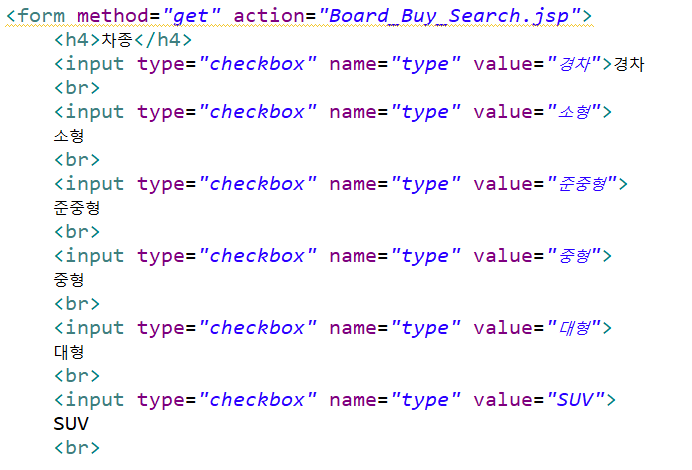 <form method="get" action="Board_Buy_Search.jsp">
<h4>차종</h4>
<input type="checkbox" name="type" value="경차">경차
<br>
<input type="checkbox" name="type" value="소형">
소형
<br>
<input type="checkbox" name="type" value="준중형">
준중형
<br>
<input type="checkbox" name="type" value="중형">
중형
<br>
<input type="checkbox" name="type" value="대형">
대형
<br>
<input type="checkbox" name="type" value="SUV">
SUV
<br>